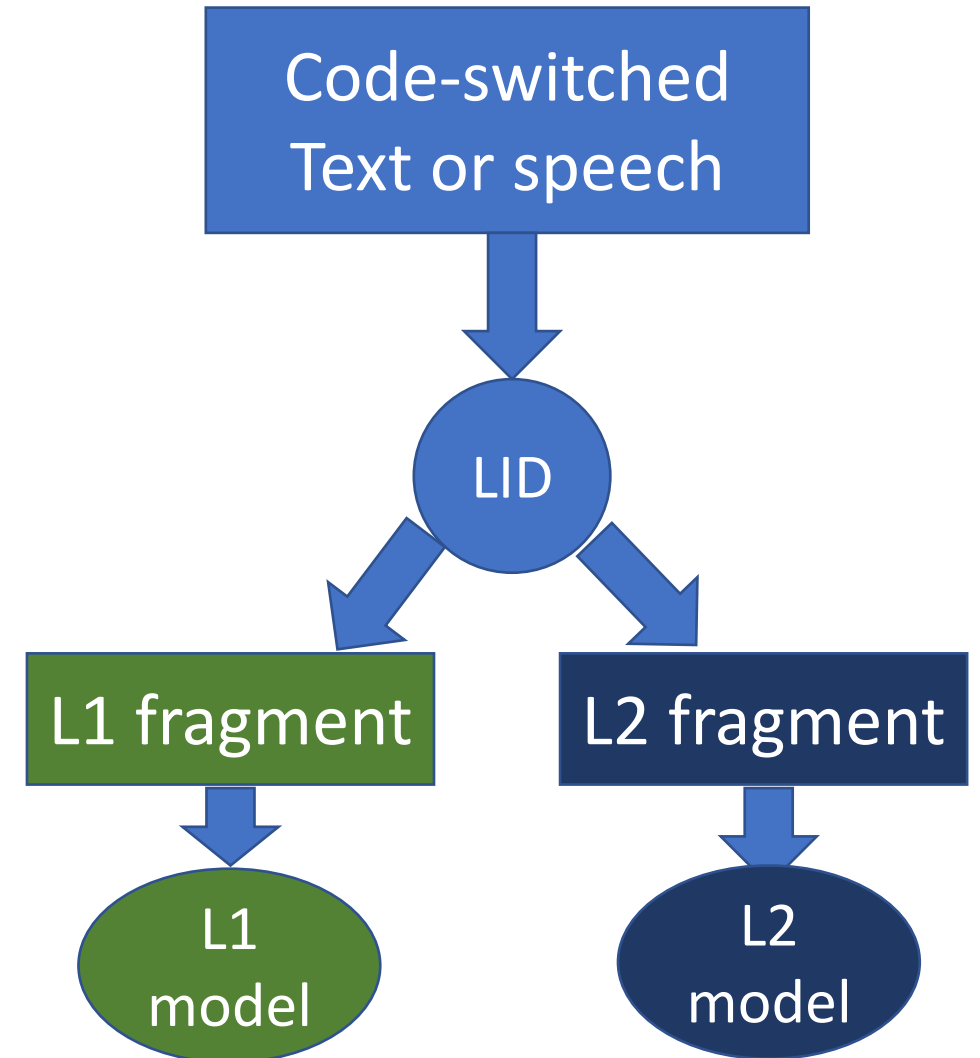 Code-switched
Text or speech
LID
L1 fragment
L2 fragment
L1
model
L2
model